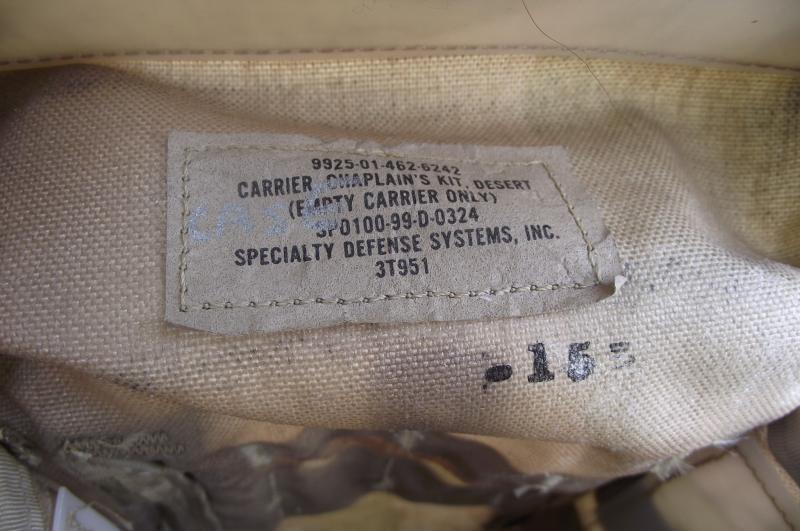 9925-01-462-6242
CARRIER, CHAPLAIN'S KIT, DESERT
(EMPTY CARRIER ONLY)
SP0100-99-D-0324
SPECIALTY DEFENSE SYSTEMS, INC.
3T951
CASE
153